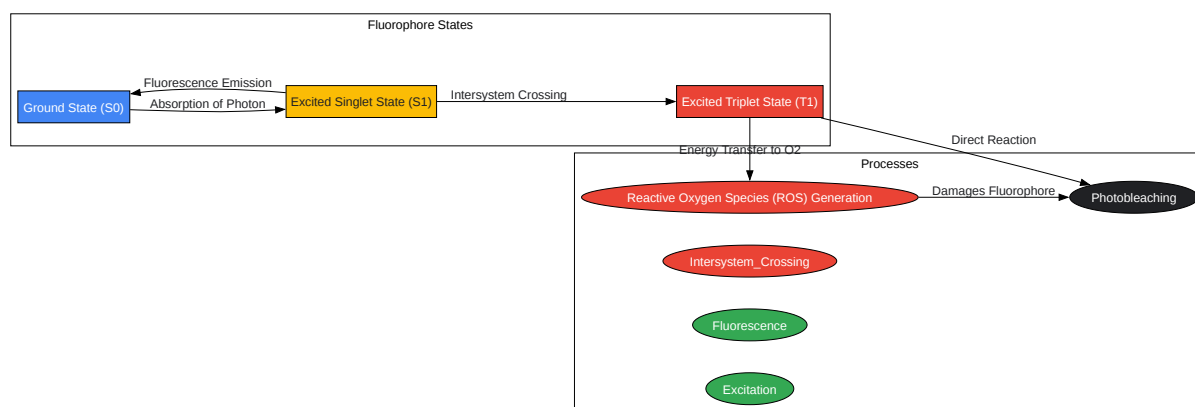 Fluorophore States
Fluorescence Emission
Ground State (S0)
Absorption of Photon
Excited Singlet State (S1)
Intersystem Crossing
Excited Triplet State (T1)
Energy Transfer to O2
Direct Reaction
Processes
Reactive Oxygen Species (ROS) Generation
Damages Fluorophore
Photobleaching
Intersystem_Crossing
Fluorescence
Excitation